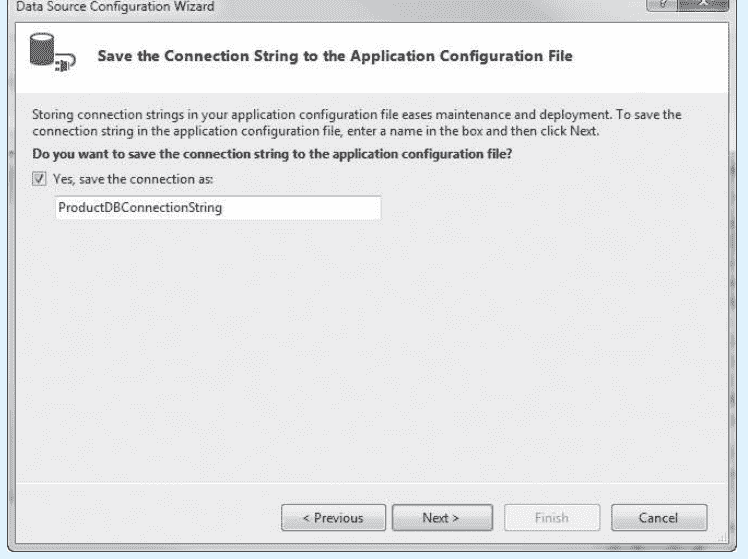 Data Source Configuration Wizard
Save the Connection String to the Application Configuration File
Storing connection strings in your application configuration file eases maintenance and deployment. To save the
connection string in the application configuration file, enter a name in the box and then click Next.
Do you want to save the connection string to the application configuration file?
Yes, save the connection as:
ProductDBConnectionString
< Previous
Next >
Finish
Cancel